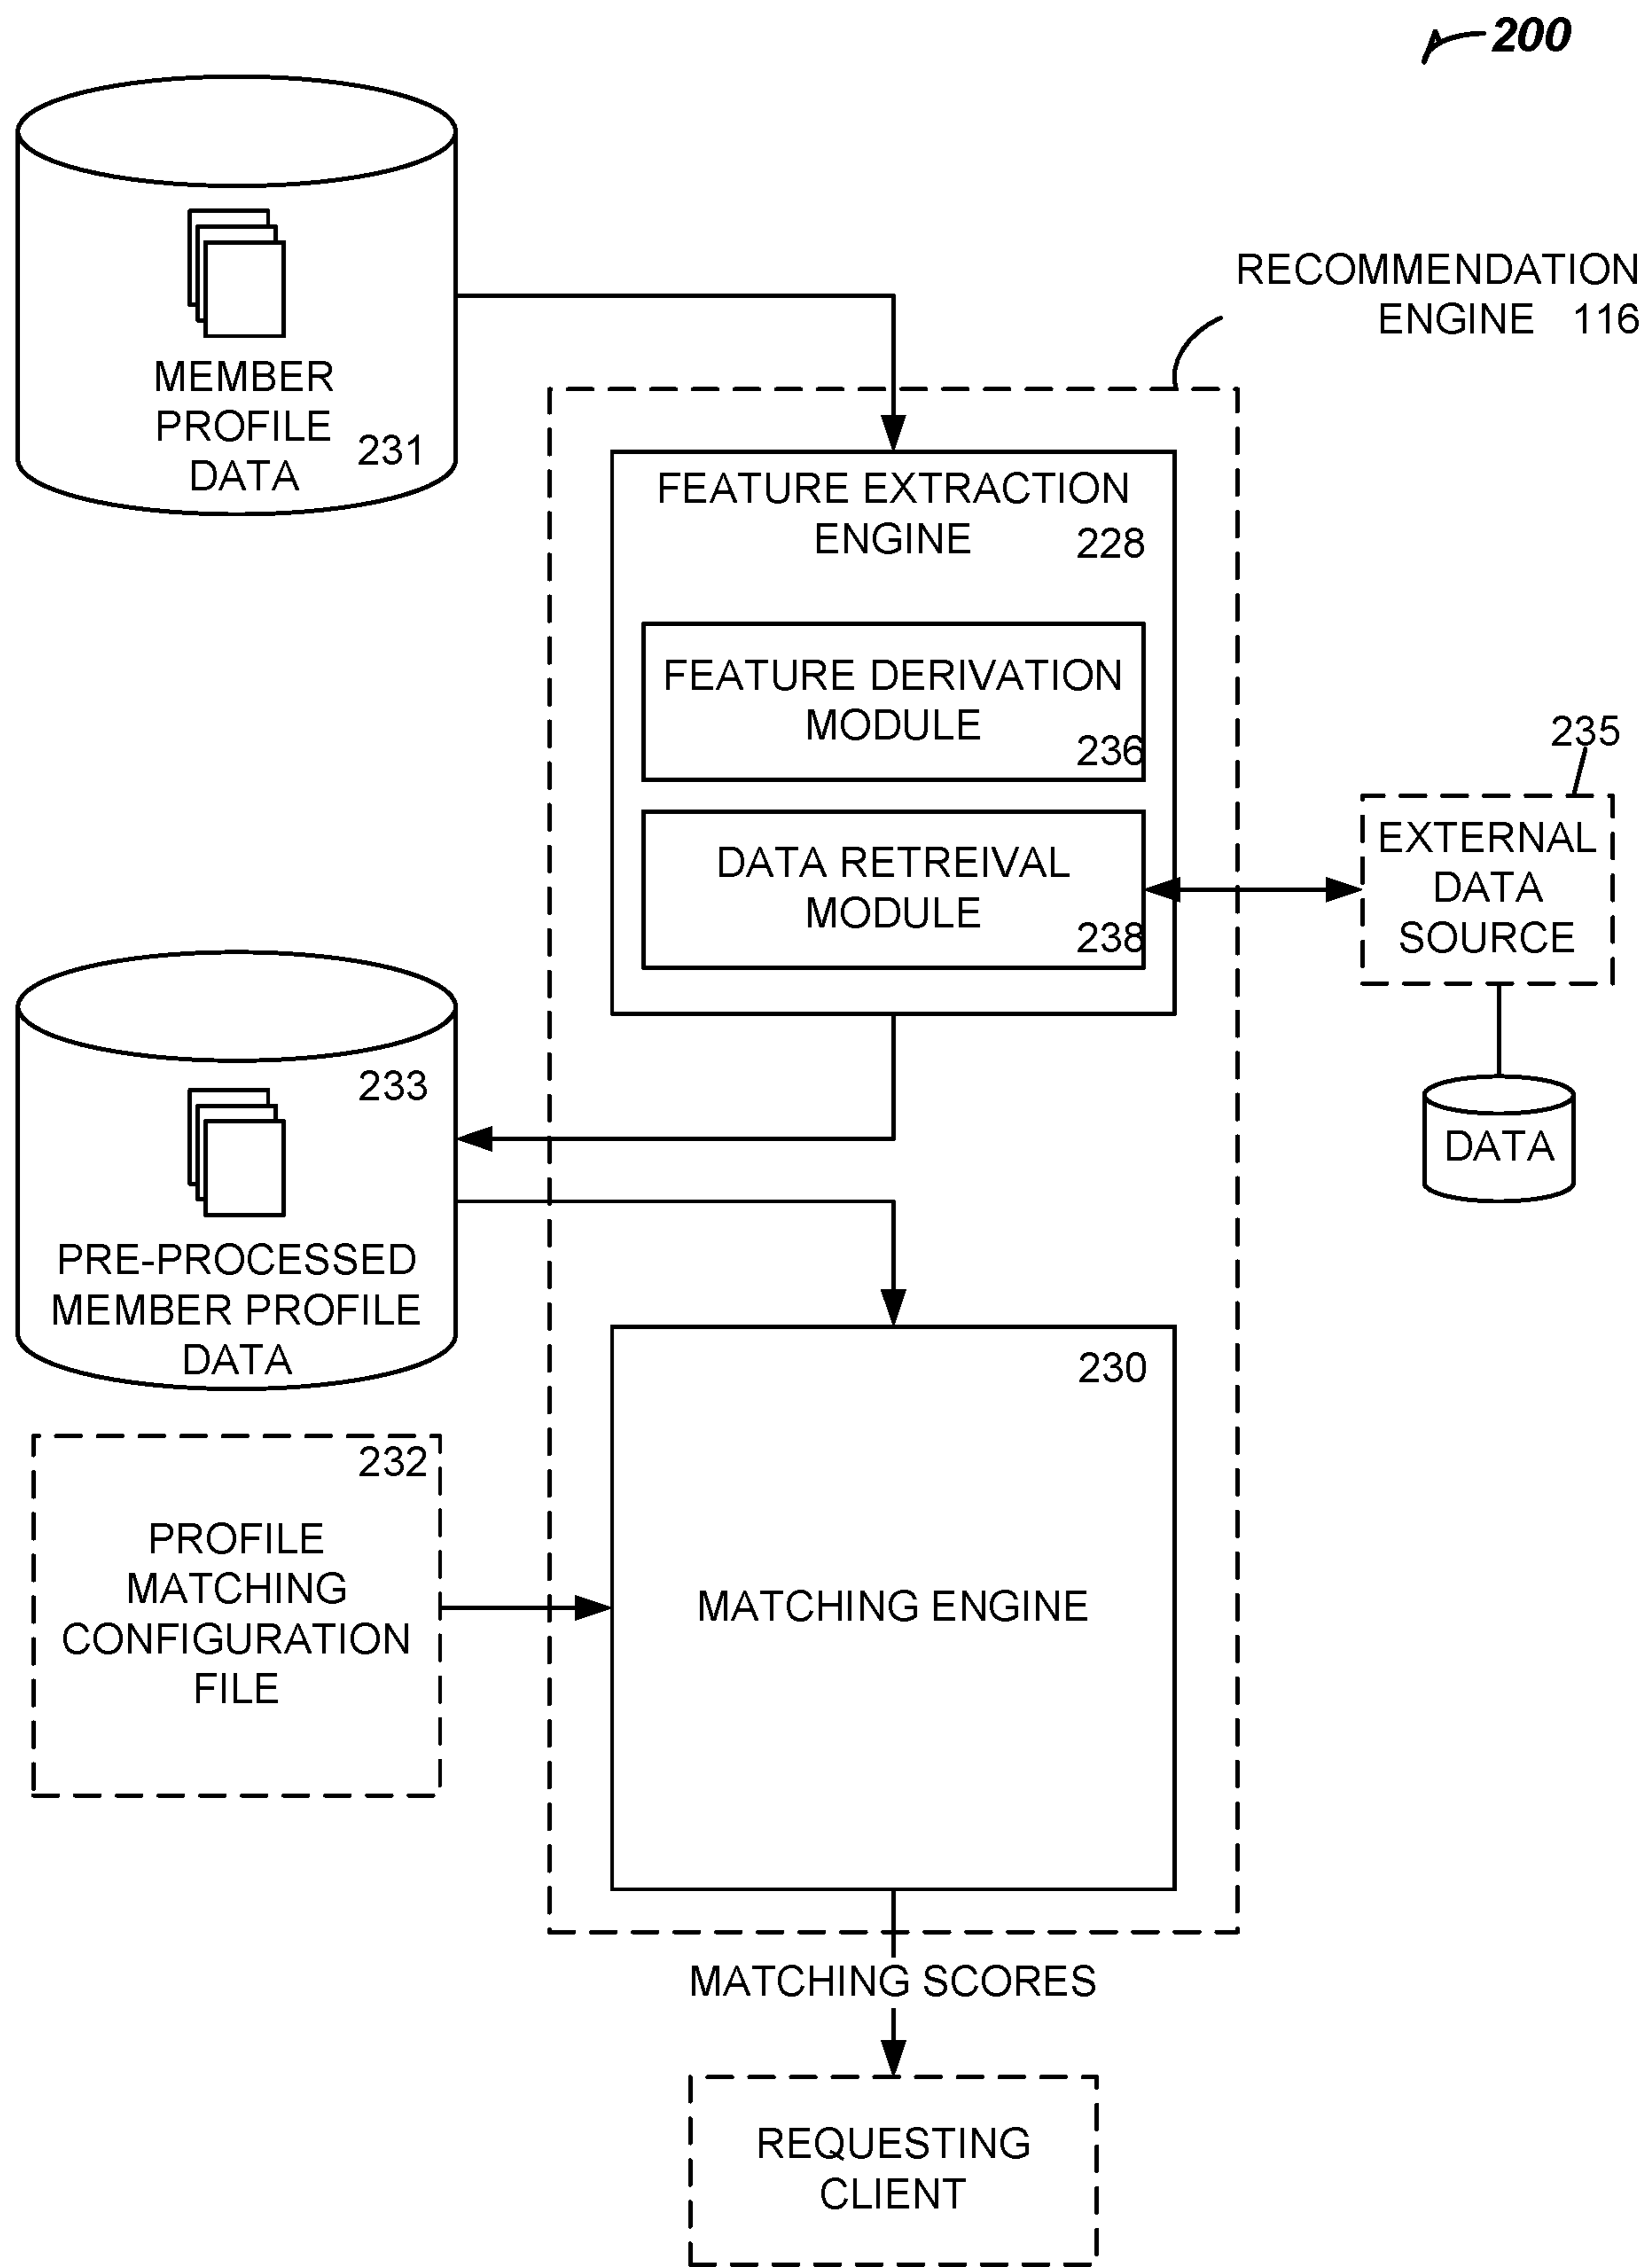 200
MEMBER
PROFILE
DATA
231
RECOMMENDATION
ENGINE 116
FEATURE EXTRACTION
ENGINE
228
FEATURE DERIVATION
MODULE
236
DATA RETREIVAL
MODULE
238
235
EXTERNAL
DATA
SOURCE
DATA
233
PRE-PROCESSED
MEMBER PROFILE
DATA
232
PROFILE
MATCHING
CONFIGURATION
FILE
230
MATCHING ENGINE
MATCHING SCORES
REQUESTING
CLIENT